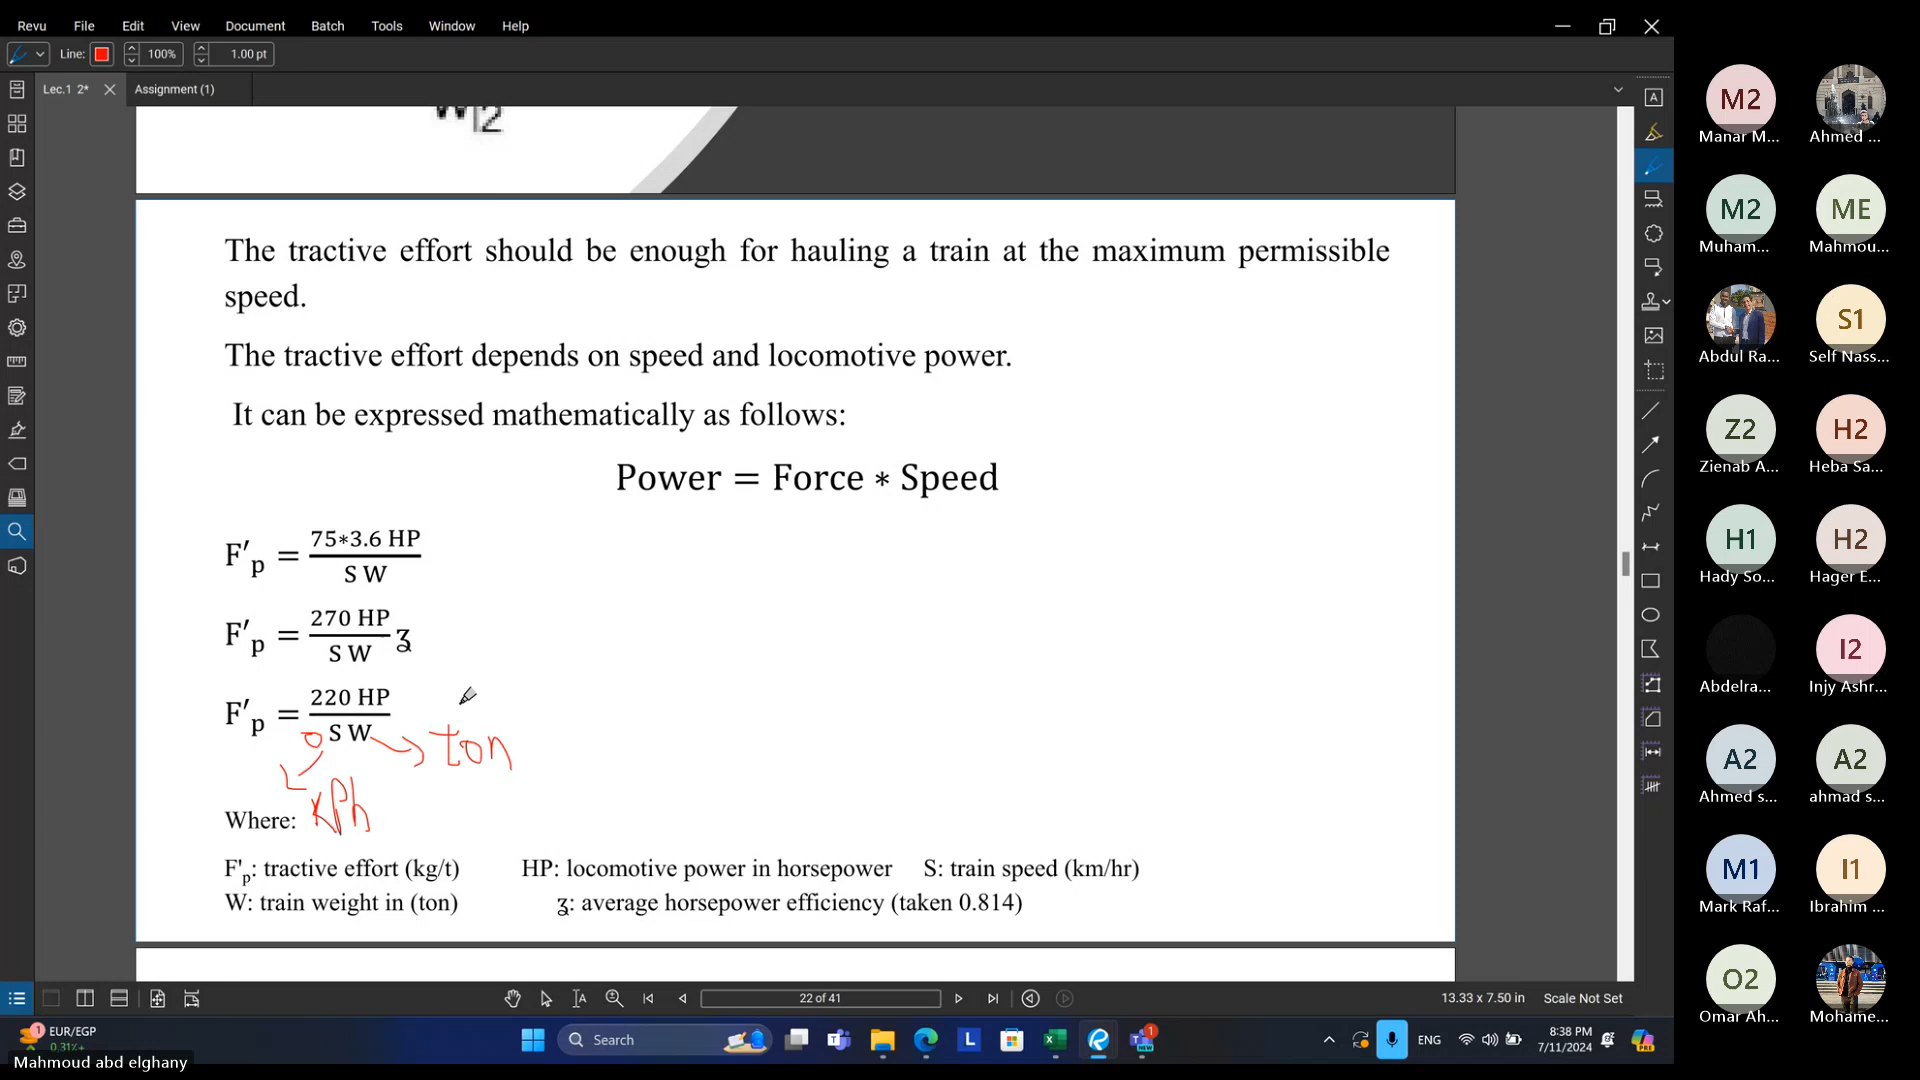 Revu File Edit View Document Batch Tools Window Help
Line: 100% 1.00 pt
Lec.1 2* Assignment (1)
W12
The tractive effort should be enough for hauling a train at the maximum permissible
speed.
The tractive effort depends on speed and locomotive power.
It can be expressed mathematically as follows:
Power = Force * Speed
F'p = 75*3.6 HP / S W
F'p = 270 HP / S W ʓ
F'p = 220 HP / S W
ton
kph
Where:
F'p: tractive effort (kg/t) HP: locomotive power in horsepower S: train speed (km/hr)
W: train weight in (ton) ʓ: average horsepower efficiency (taken 0.814)
22 of 41
13.33 x 7.50 in Scale Not Set
M2 Manar M...
Ahmed ...
M2 Muham...
ME Mahmou...
Abdul Ra...
S1 Self Nass...
Z2 Zienab A...
H2 Heba Sa...
H1 Hady So...
H2 Hager E...
Abdelra...
I2 Injy Ashr...
A2 Ahmed s...
A2 ahmad s...
M1 Mark Raf...
I1 Ibrahim ...
O2 Omar Ah...
Mohame...
1 EUR/EGP
0.31%
Search
L
1
ENG
8:38 PM
7/11/2024
PRE
Mahmoud abd elghany